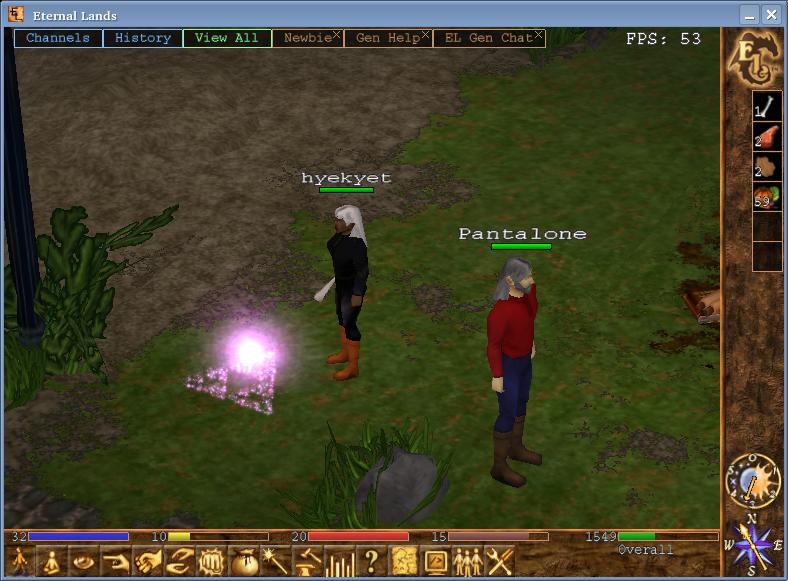 Eternal Lands
Channels History View All Newbie Gen Help EL Gen Chat FPS: 53
ELC
1
2
2
59
hyekyet
Pantalone
N
W E
S
32 10 20 15 1549
Overall
?